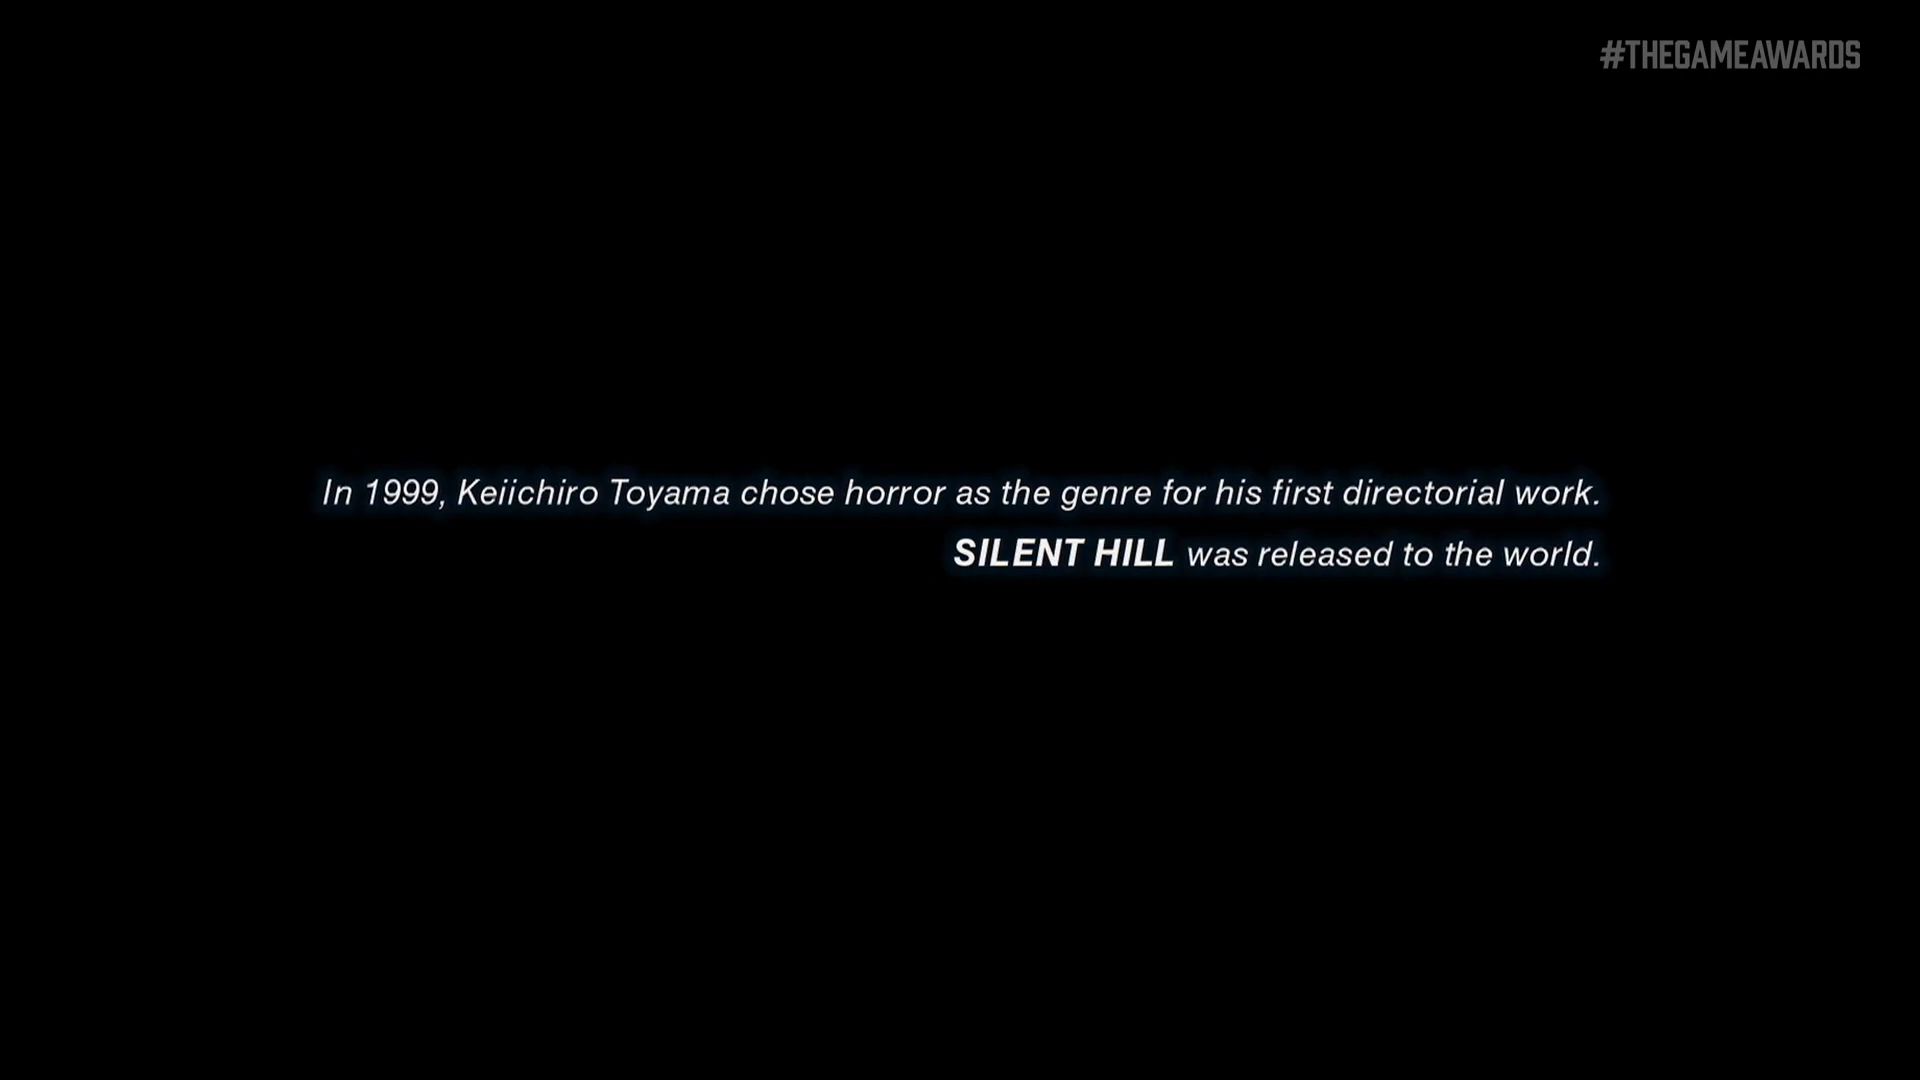 #THEGAMEAWARDS
In 1999, Keiichiro Toyama chose horror as the genre for his first directorial work.
SILENT HILL was released to the world.